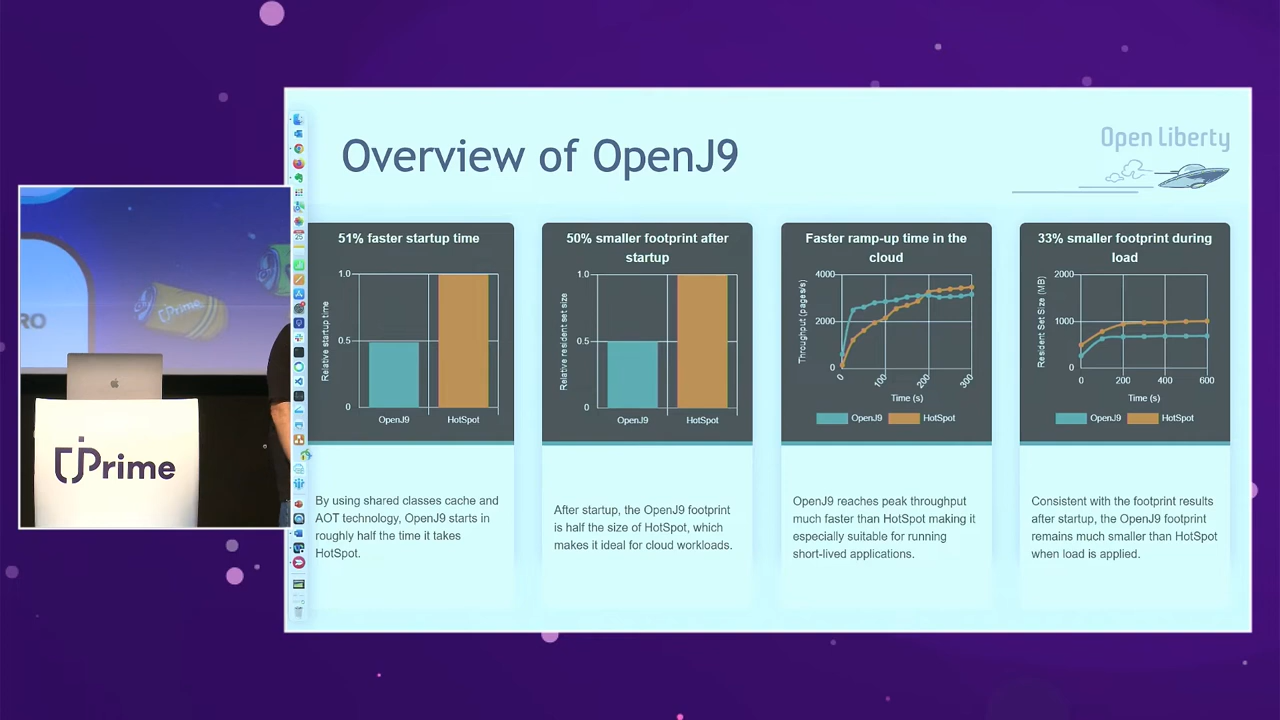 Overview of OpenJ9
Open Liberty
51% faster startup time
1.0
0.5
0
Relative startup time
OpenJ9
HotSpot
By using shared classes cache and
AOT technology, OpenJ9 starts in
roughly half the time it takes
HotSpot.
50% smaller footprint after
startup
1.0
0.5
0
Relative resident set size
OpenJ9
HotSpot
After startup, the OpenJ9 footprint
is half the size of HotSpot, which
makes it ideal for cloud workloads.
Faster ramp-up time in the
cloud
4000
2000
0
Throughput (pages/s)
0
100
200
300
Time (s)
OpenJ9
HotSpot
OpenJ9 reaches peak throughput
much faster than HotSpot making it
especially suitable for running
short-lived applications.
33% smaller footprint during
load
2000
1000
0
Resident Set Size (MB)
0
200
400
600
Time (s)
OpenJ9
HotSpot
Consistent with the footprint results
after startup, the OpenJ9 footprint
remains much smaller than HotSpot
when load is applied.
RO
jPrime
JPrime
25